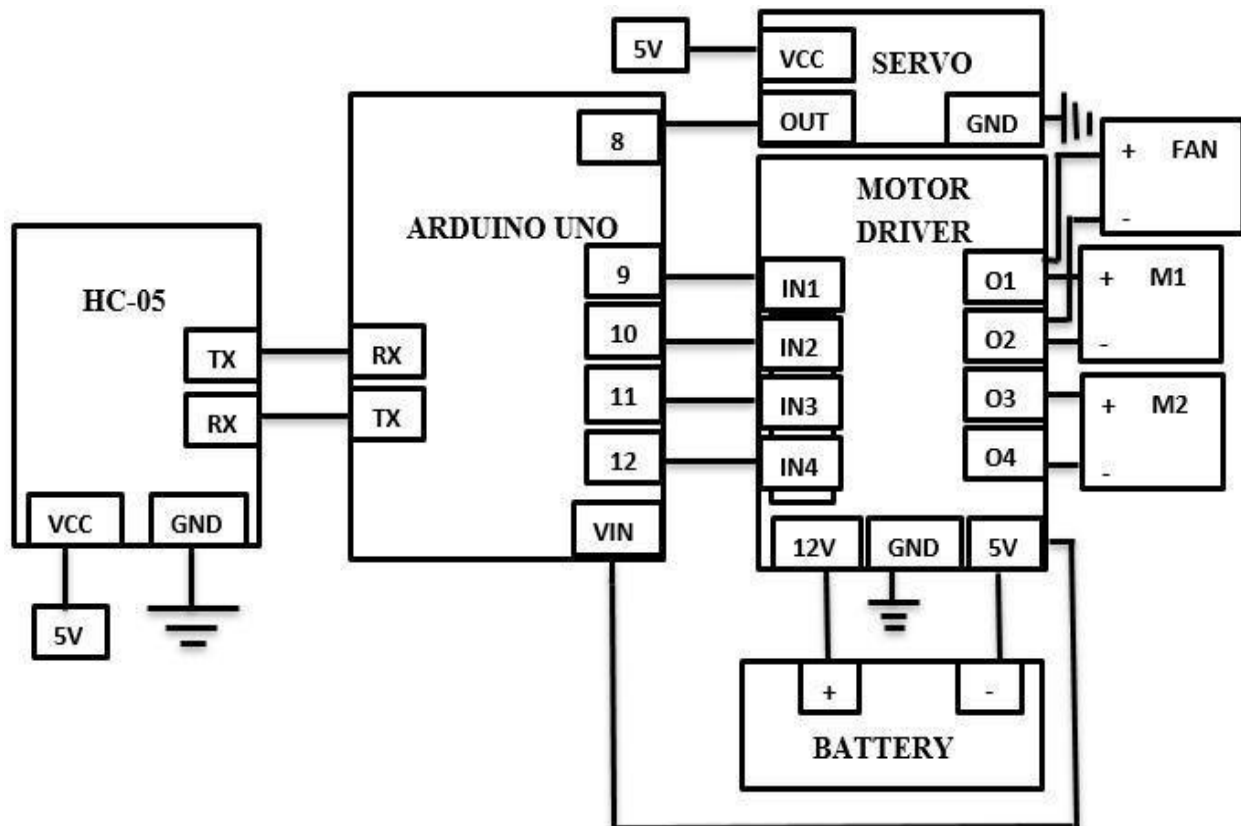 5V
VCC
SERVO
OUT
GND
8
ARDUINO UNO
9
10
11
12
RX
TX
VIN
HC-05
TX
RX
VCC
GND
5V
MOTOR
DRIVER
IN1
IN2
IN3
IN4
O1
O2
O3
O4
12V
GND
5V
+ FAN
-
+ M1
-
+ M2
-
+
-
BATTERY